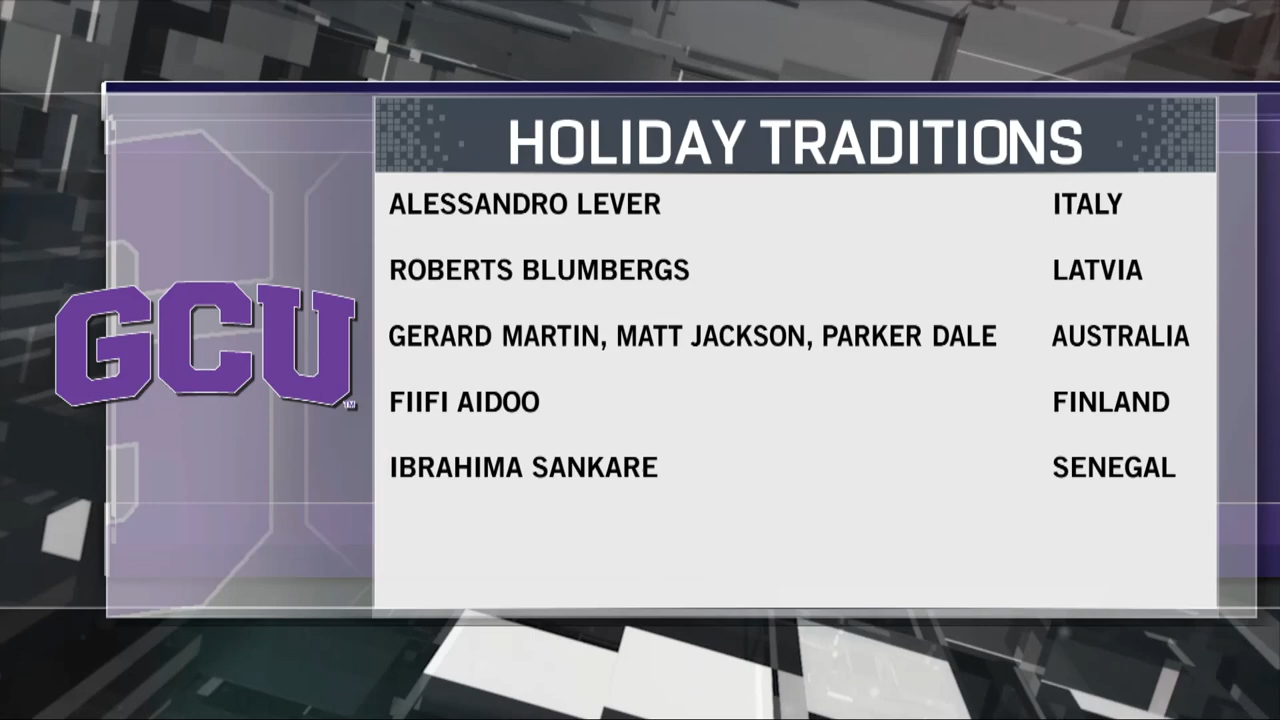 HOLIDAY TRADITIONS
ALESSANDRO LEVER ITALY
ROBERTS BLUMBERGS LATVIA
GERARD MARTIN, MATT JACKSON, PARKER DALE AUSTRALIA
FIIFI AIDOO FINLAND
IBRAHIMA SANKARE SENEGAL
GCU TM